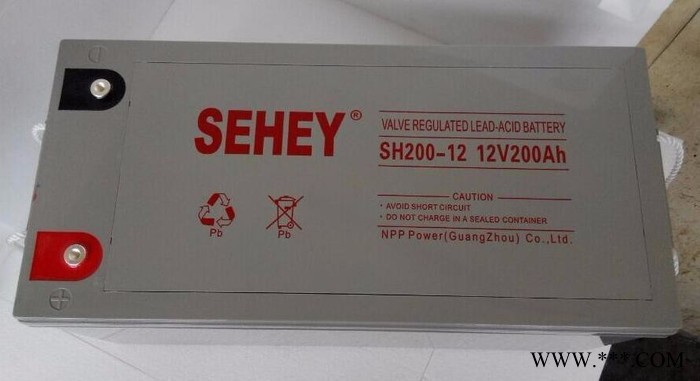 SEHEY®
VALVE REGULATED LEAD-ACID BATTERY
SH200-12 12V200Ah
CAUTION
· AVOID SHORT CIRCUIT
· DO NOT CHARGE IN A SEALED CONTAINER
NPP Power(GuangZhou) Co.,Ltd.
Pb
Pb
WWW.***.COM